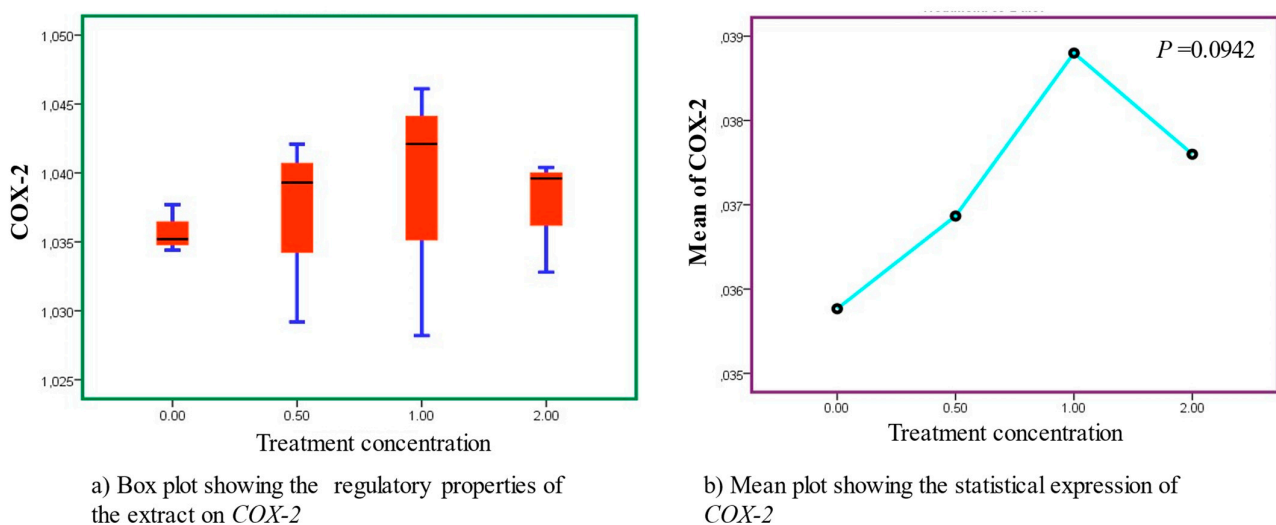 COX-2
1,050
1,045
1,040
1,035
1,030
1,025
0.00
0.50
1.00
2.00
Treatment concentration
a) Box plot showing the regulatory properties of
the extract on COX-2
P =0.0942
Mean of COX-2
,039
,038
,037
,036
,035
0.00
0.50
1.00
2.00
Treatment concentration
b) Mean plot showing the statistical expression of
COX-2